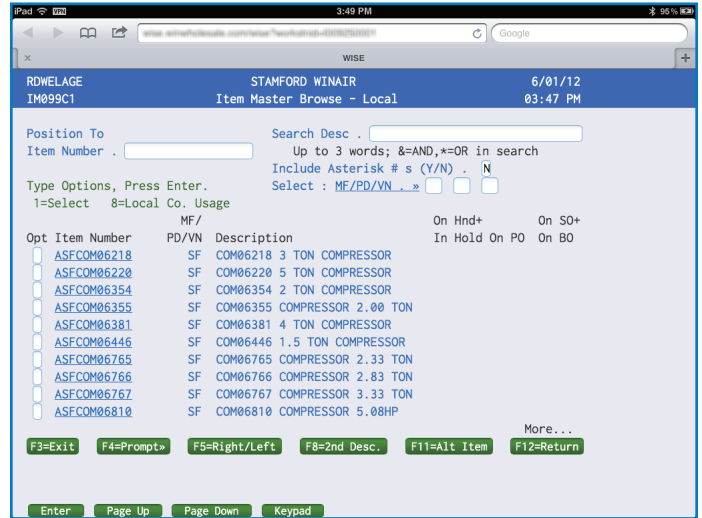 iPad VPN 3:49 PM 95%
Google
× WISE +
RDWELAGE STAMFORD WINAIR 6/01/12
IM099C1 Item Master Browse - Local 03:47 PM
Position To Search Desc .
Item Number . Up to 3 words; &=AND,*=OR in search
Include Asterisk # s (Y/N) . N
Type Options, Press Enter. Select : MF/PD/VN . »
1=Select 8=Local Co. Usage
MF/ On Hnd+ On SO+
Opt Item Number PD/VN Description In Hold On PO On BO
ASFCOM06218 SF COM06218 3 TON COMPRESSOR
ASFCOM06220 SF COM06220 5 TON COMPRESSOR
ASFCOM06354 SF COM06354 2 TON COMPRESSOR
ASFCOM06355 SF COM06355 COMPRESSOR 2.00 TON
ASFCOM06381 SF COM06381 4 TON COMPRESSOR
ASFCOM06446 SF COM06446 1.5 TON COMPRESSOR
ASFCOM06765 SF COM06765 COMPRESSOR 2.33 TON
ASFCOM06766 SF COM06766 COMPRESSOR 2.83 TON
ASFCOM06767 SF COM06767 COMPRESSOR 3.33 TON
ASFCOM06810 SF COM06810 COMPRESSOR 5.08HP
More...
F3=Exit F4=Prompt» F5=Right/Left F8=2nd Desc. F11=Alt Item F12=Return
Enter Page Up Page Down Keypad